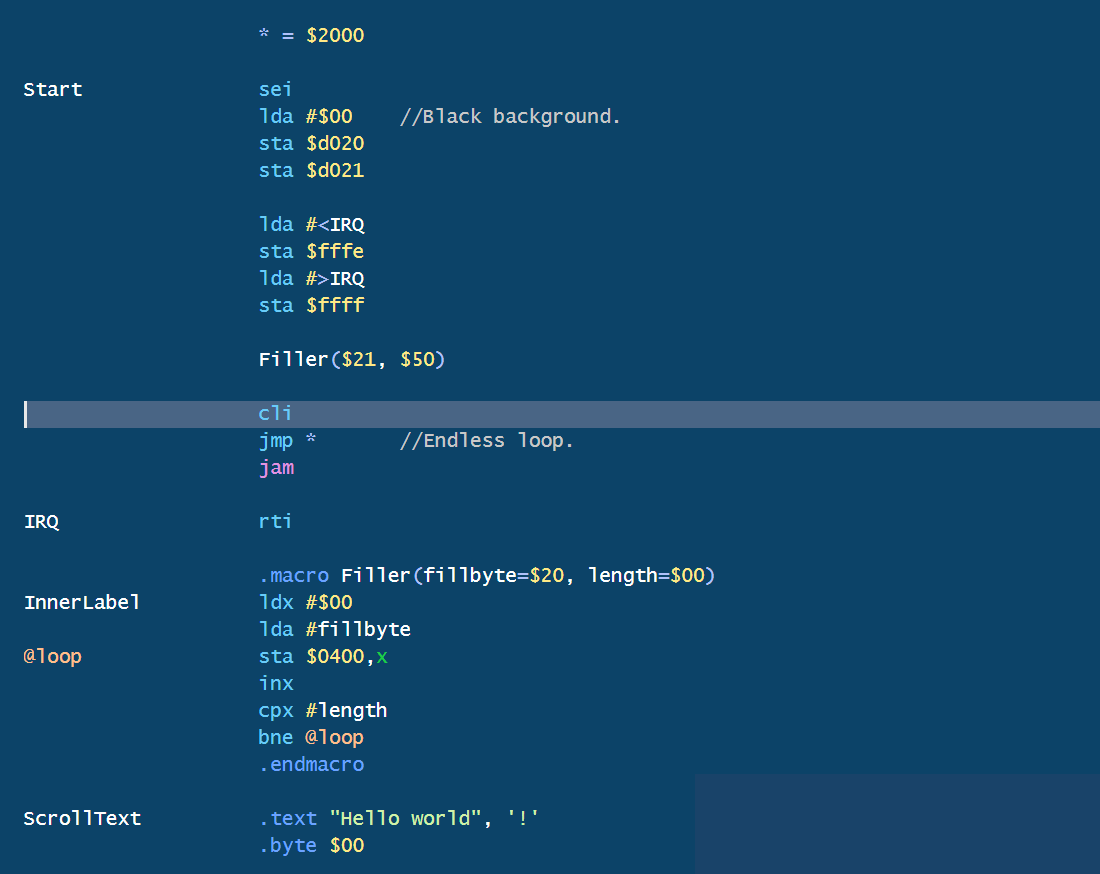 * = $2000
Start sei
lda #$00 //Black background.
sta $d020
sta $d021
lda #<IRQ
sta $fffe
lda #>IRQ
sta $ffff
Filler($21, $50)
cli
jmp * //Endless loop.
jam
IRQ rti
.macro Filler(fillbyte=$20, length=$00)
InnerLabel ldx #$00
lda #fillbyte
@loop sta $0400,x
inx
cpx #length
bne @loop
.endmacro
ScrollText .text "Hello world", '!'
.byte $00